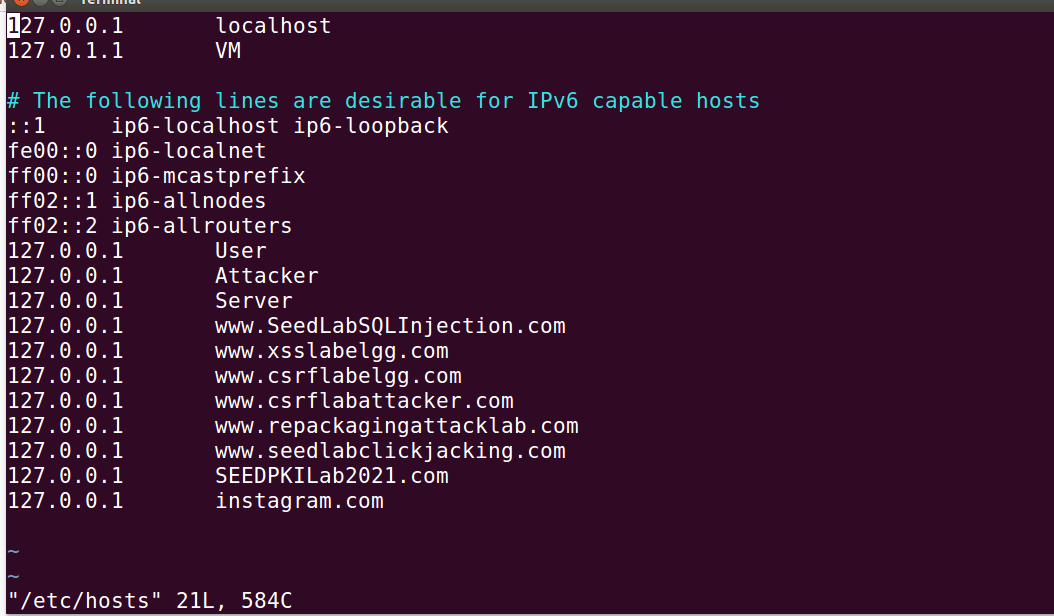 Terminal
127.0.0.1       localhost
127.0.1.1       VM

# The following lines are desirable for IPv6 capable hosts
::1     ip6-localhost ip6-loopback
fe00::0 ip6-localnet
ff00::0 ip6-mcastprefix
ff02::1 ip6-allnodes
ff02::2 ip6-allrouters
127.0.0.1       User
127.0.0.1       Attacker
127.0.0.1       Server
127.0.0.1       www.SeedLabSQLInjection.com
127.0.0.1       www.xsslabelgg.com
127.0.0.1       www.csrflabelgg.com
127.0.0.1       www.csrflabattacker.com
127.0.0.1       www.repackagingattacklab.com
127.0.0.1       www.seedlabclickjacking.com
127.0.0.1       SEEDPKILab2021.com
127.0.0.1       instagram.com

~
~
"/etc/hosts" 21L, 584C